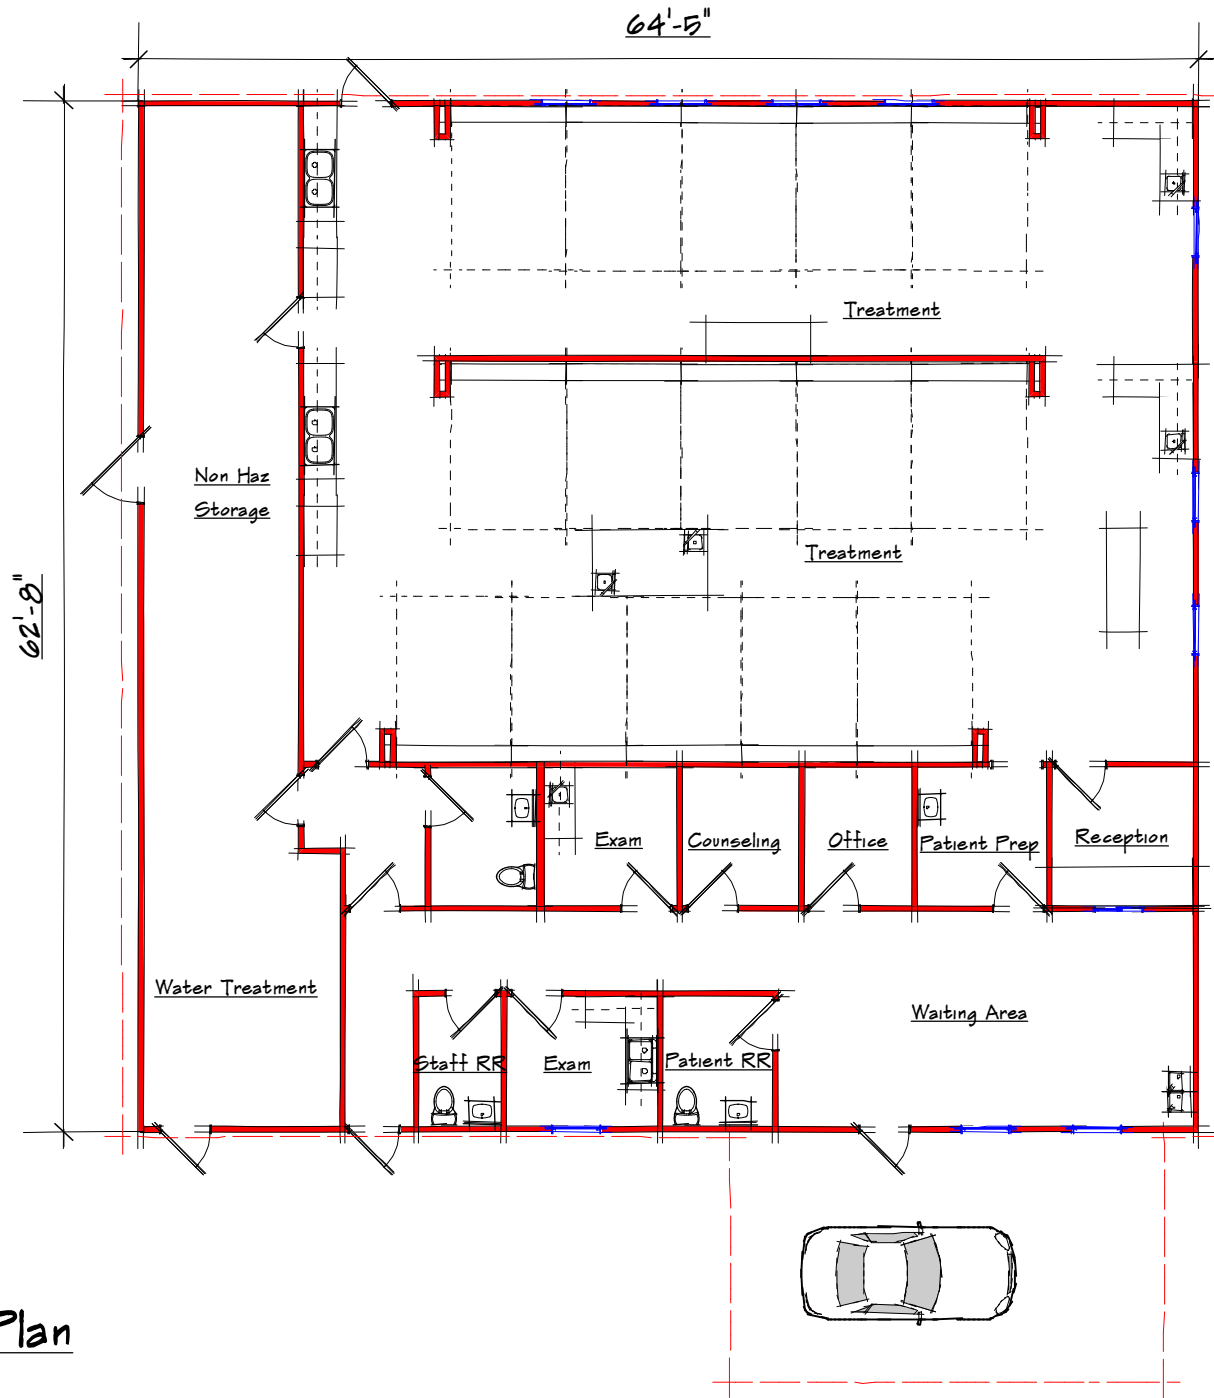 64'-5"
Treatment
Non Haz
Storage
Treatment
62'-8"
Exam
Counseling
Office
Patient Prep
Reception
Water Treatment
Waiting Area
Staff RR
Exam
Patient RR
Plan